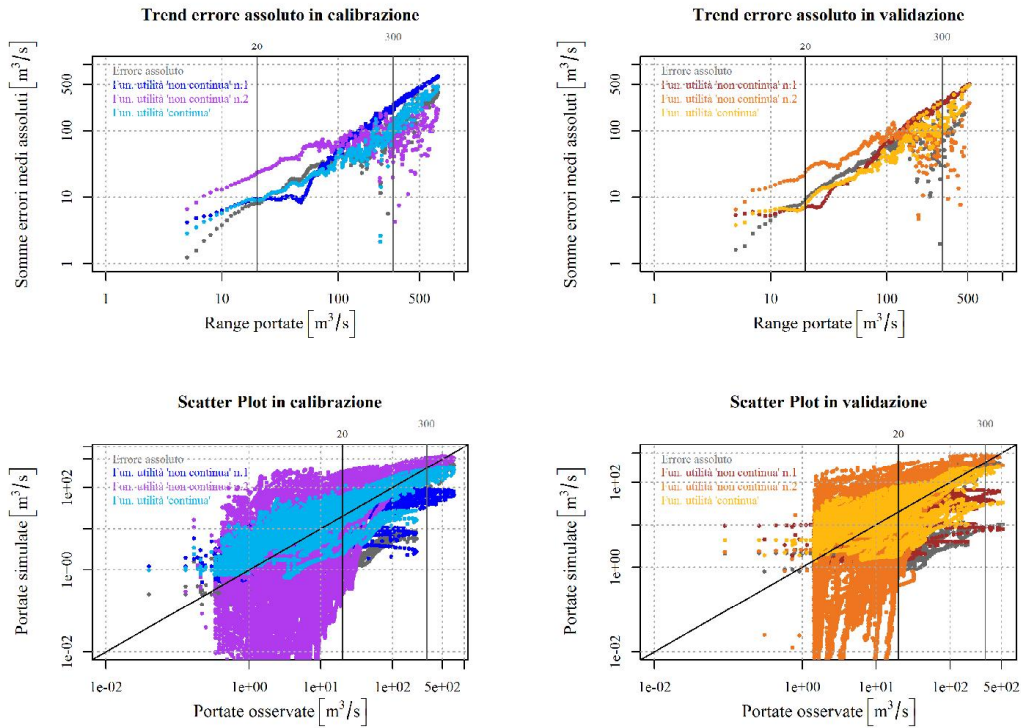 Trend errore assoluto in calibrazione
20
300
Somme errori medi assoluti [m³/s]
500
100
10
1
Errore assoluto
Fun. utilità 'non continua' n.1
Fun. utilità 'non continua' n.2
Fun. utilità 'continua'
1
10
100
500
Range portate [m³/s]
Trend errore assoluto in validazione
20
300
Somme errori medi assoluti [m³/s]
500
100
10
1
Errore assoluto
Fun. utilità 'non continua' n.1
Fun. utilità 'non continua' n.2
Fun. utilità 'continua'
1
10
100
500
Range portate [m³/s]
Scatter Plot in calibrazione
20
300
Portate simulate [m³/s]
1e+02
1e+00
1e-02
Errore assoluto
Fun. utilità 'non continua' n.1
Fun. utilità 'non continua' n.2
Fun. utilità 'continua'
1e-02
1e+00
1e+01
1e+02
5e+02
Portate osservate [m³/s]
Scatter Plot in validazione
20
300
Portate simulate [m³/s]
1e+02
1e+00
1e-02
Errore assoluto
Fun. utilità 'non continua' n.1
Fun. utilità 'non continua' n.2
Fun. utilità 'continua'
1e-02
1e+00
1e+01
1e+02
5e+02
Portate osservate [m³/s]